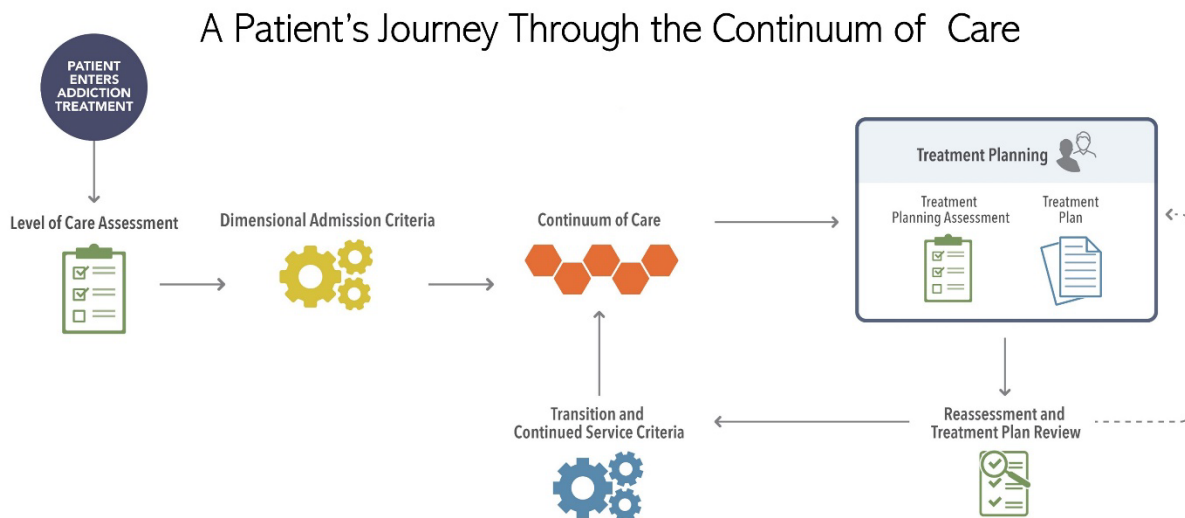 A Patient's Journey Through the Continuum of Care
PATIENT
ENTERS
ADDICTION
TREATMENT
Level of Care Assessment
Dimensional Admission Criteria
Continuum of Care
Treatment Planning
Treatment
Planning Assessment
Treatment
Plan
Transition and
Continued Service Criteria
Reassessment and
Treatment Plan Review